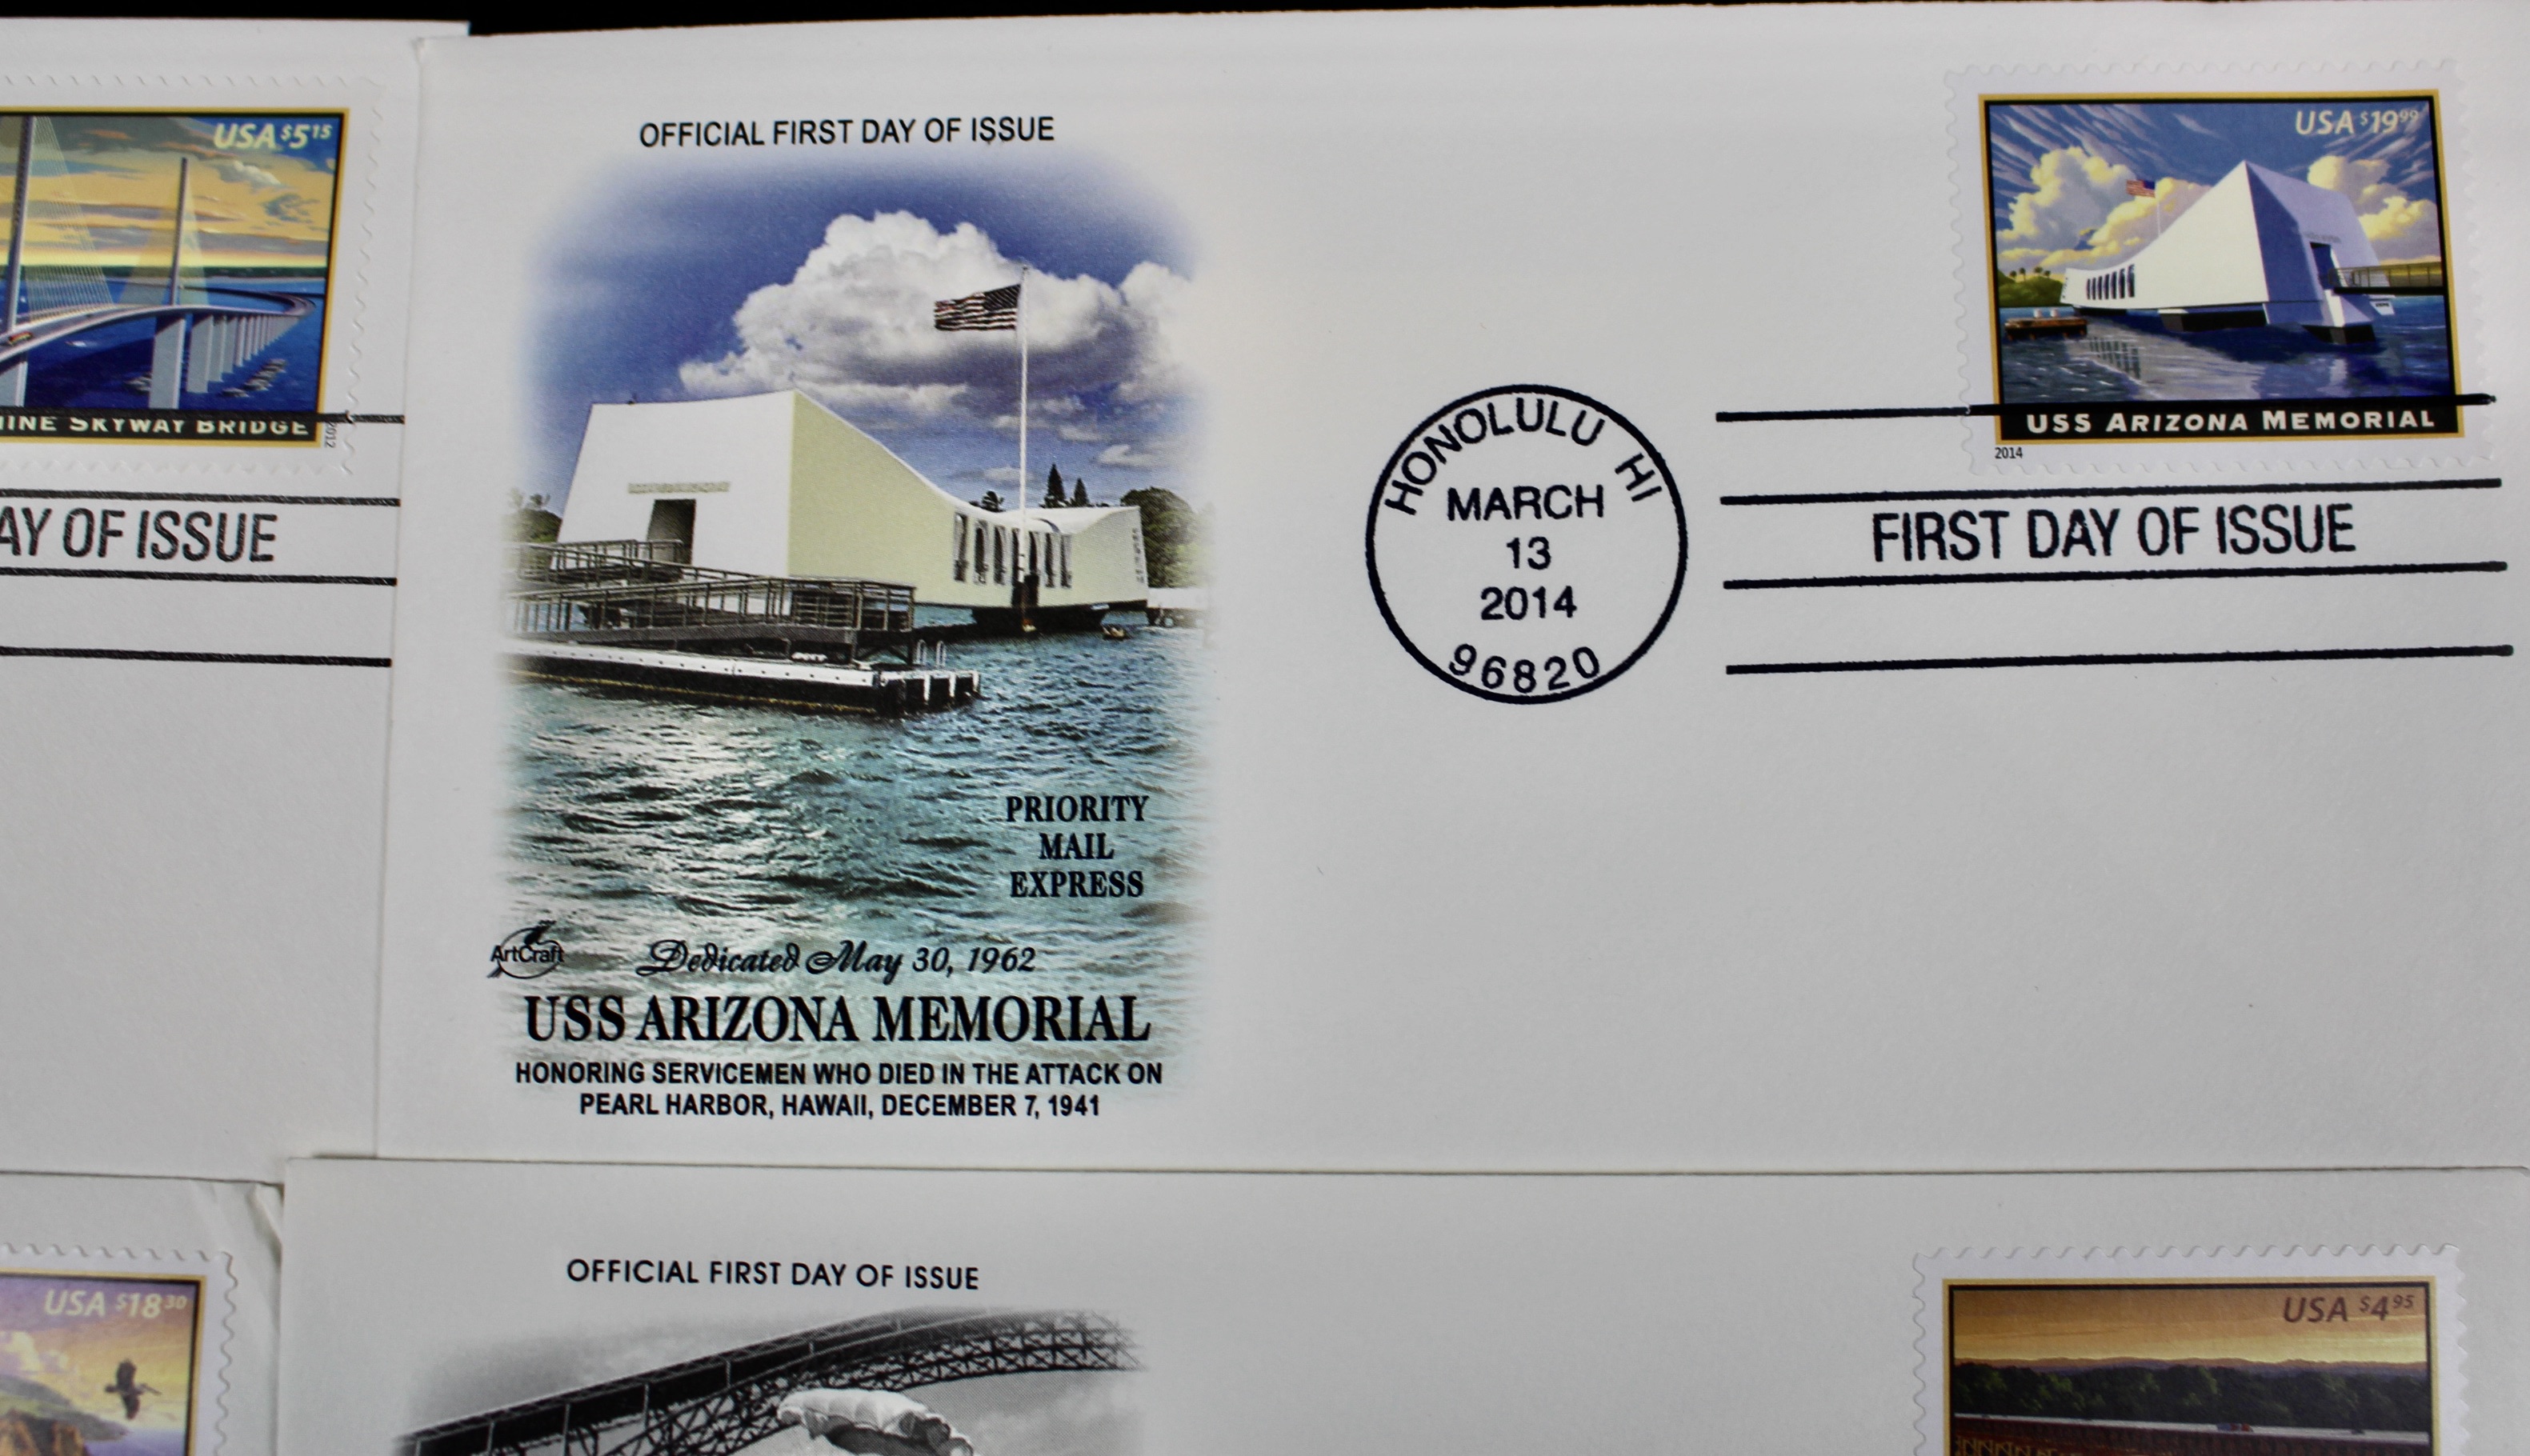 USA $5 15
SKYWAY BRIDGE
2012
OF ISSUE
OFFICIAL FIRST DAY OF ISSUE
PRIORITY
MAIL
EXPRESS
ArtCraft
Dedicated May 30, 1962
USS ARIZONA MEMORIAL
HONORING SERVICEMEN WHO DIED IN THE ATTACK ON
PEARL HARBOR, HAWAII, DECEMBER 7, 1941
HONOLULU HI
MARCH
13
2014
96820
USA $19 99
USS ARIZONA MEMORIAL
2014
FIRST DAY OF ISSUE
USA $18 30
OFFICIAL FIRST DAY OF ISSUE
USA $4 95